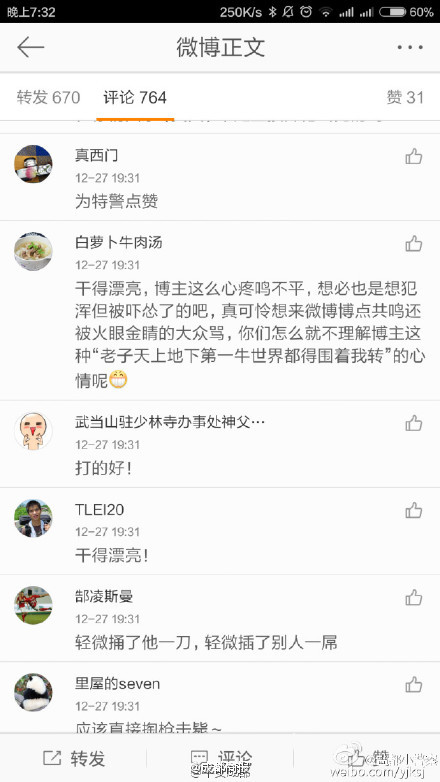 晚上7:32 250K/s 60%
微博正文
转发 670 评论 764 赞 31
真西门
12-27 19:31
为特警点赞
白萝卜牛肉汤
12-27 19:31
干得漂亮，博主这么心疼鸣不平，想必也是想犯
浑但被吓怂了的吧，真可怜想来微博博点共鸣还
被火眼金睛的大众骂，你们怎么就不理解博主这
种“老子天上地下第一牛世界都得围着我转”的心
情呢😁
武当山驻少林寺办事处神父…
12-27 19:31
打的好！
TLEI20
12-27 19:31
干得漂亮！
郜凌斯曼
12-27 19:31
轻微捅了他一刀，轻微插了别人一屌
里屋的seven
12-27 19:31
应该直接掏枪击毙～
转发 评论 赞
weibo.com/yjksj